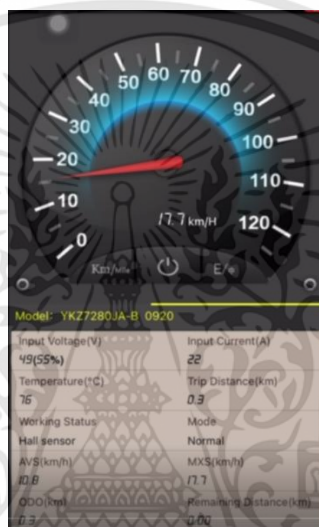 0
10
20
30
40
50
60
70
80
90
100
110
120
17.7 km/H
Km/Mile
E/
Model: YKZ7280JA-B 0920
Input Voltage(V) Input Current(A)
49(55%) 22
Temperature(°C) Trip Distance(km)
76 0.3
Working Status Mode
Hall sensor Normal
AVS(km/h) MXS(km/h)
10.8 17.7
ODO(km) Remaining Distance(km)
0.3 0.00